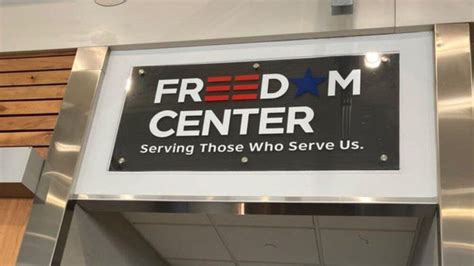 FREEDOM
CENTER
Serving Those Who Serve Us.